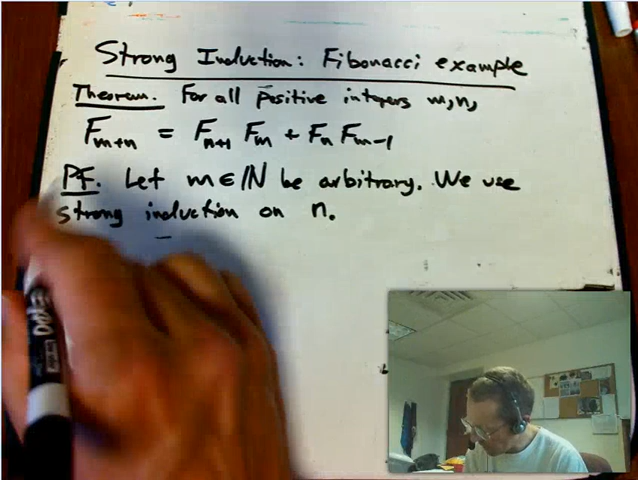 Strong Induction: Fibonacci example
Theorem. For all positive integers m,n,
Fm+n = Fn+1 Fm + Fn Fm-1
Pf. Let m ∈ ℕ be arbitrary. We use
strong induction on n.
EXPO